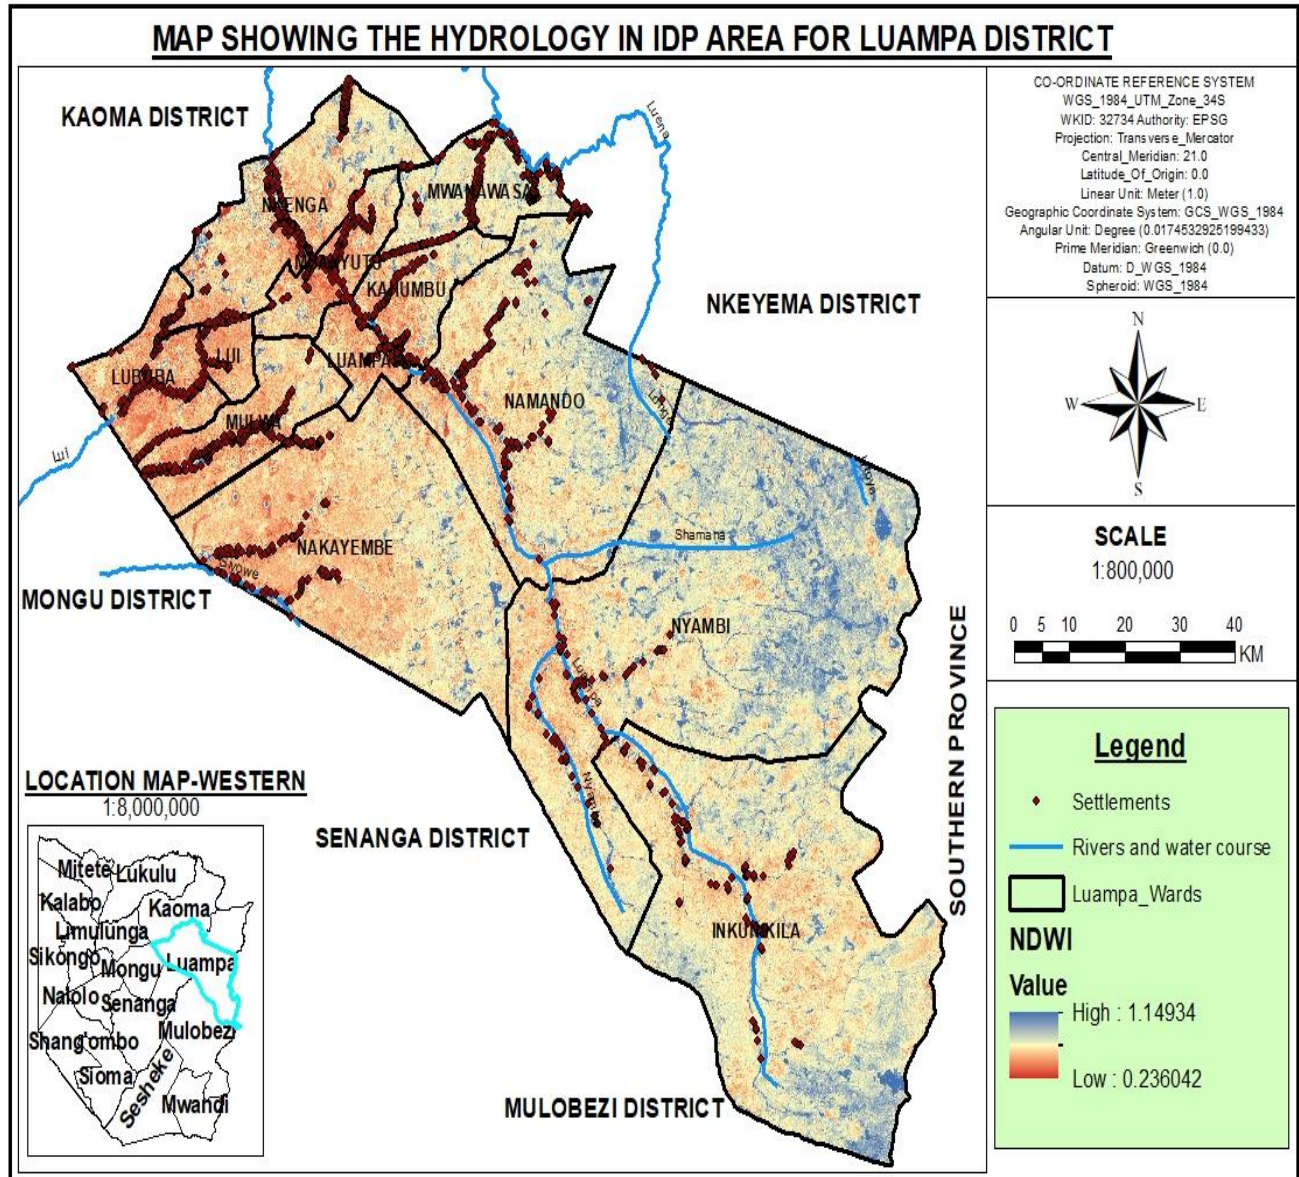 MAP SHOWING THE HYDROLOGY IN IDP AREA FOR LUAMPA DISTRICT
CO-ORDINATE REFERENCE SYSTEM
WGS_1984_UTM_Zone_34S
WKID: 32734 Authority: EPSG
Projection: Transverse_Mercator
Central_Meridian: 21.0
Latitude_Of_Origin: 0.0
Linear Unit: Meter (1.0)
Geographic Coordinate System: GCS_WGS_1984
Angular Unit: Degree (0.0174532925199433)
Prime Meridian: Greenwich (0.0)
Datum: D_WGS_1984
Spheroid: WGS_1984
N
W
E
S
SCALE
1:800,000
0 5 10 20 30 40
KM
Legend
Settlements
Rivers and water course
Luampa_Wards
NDWI
Value
High : 1.14934
Low : 0.236042
KAOMA DISTRICT
Luena
MWANAWASA
NKENGA
KAHUMBU
NKEYEMA DISTRICT
LUI
LUAMPA
NAMANDO
MULWA
Lui
Shamana
NAKAYEMBE
MONGU DISTRICT
NYAMBI
SOUTHERN PROVINCE
SENANGA DISTRICT
MULOBEZI DISTRICT
LOCATION MAP-WESTERN
1:8,000,000
Mitete
Lukulu
Kalabo
Kaoma
Limulunga
Sikongo
Mongu
Luampa
Nalolo
Senanga
Shang'ombo
Mulobezi
Sioma
Sesheke
Mwandi